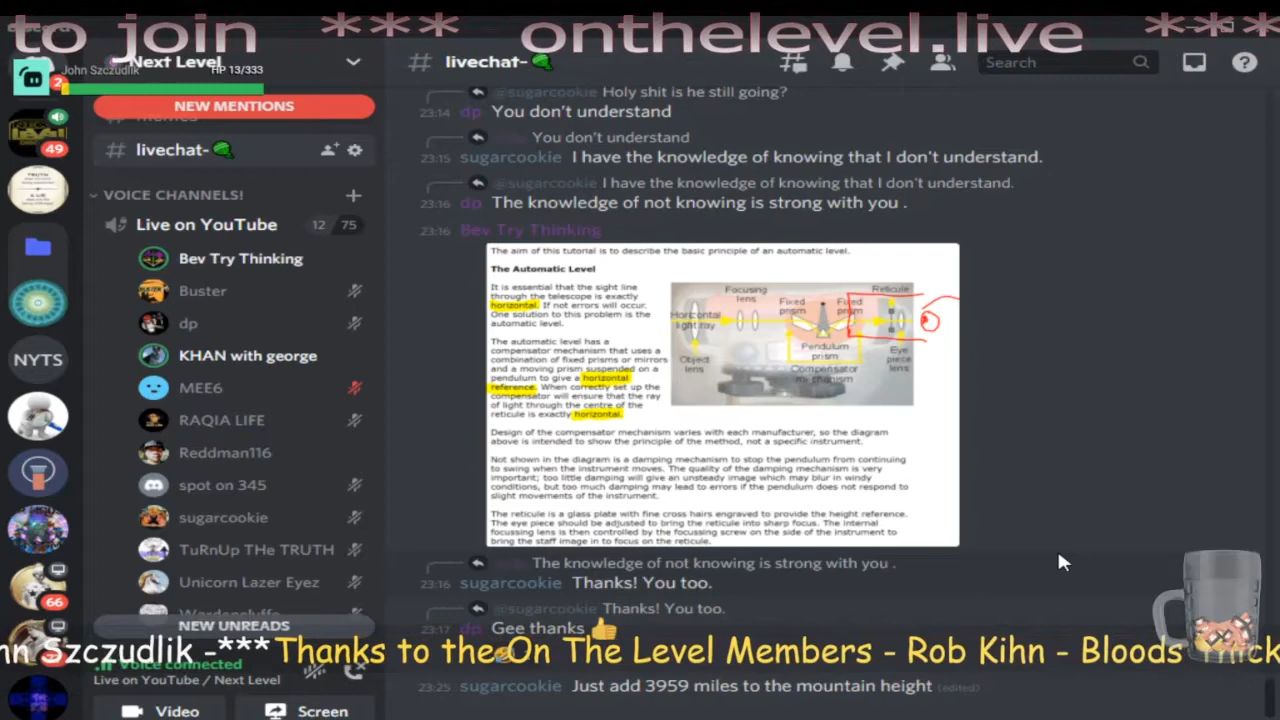 to join *** onthelevel.live ***
John Szczudlik HP 13/333
Next Level
NEW MENTIONS
livechat-
VOICE CHANNELS!
Live on YouTube 12 75
Bev Try Thinking
Buster
dp
KHAN with george
MEE6
RAQIA LIFE
Reddman116
spot on 345
sugarcookie
TuRnUp THe TRUTH
Unicorn Lazer Eyez
NEW UNREADS
Voice connected
Live on YouTube / Next Level
Video Screen
2
49
NYTS
66
# livechat-
Search
@sugarcookie Holy shit is he still going?
23:14 dp You don't understand
You don't understand
23:15 sugarcookie I have the knowledge of knowing that I don't understand.
@sugarcookie I have the knowledge of knowing that I don't understand.
23:16 dp The knowledge of not knowing is strong with you .
23:16 Bev Try Thinking
The aim of this tutorial is to describe the basic principle of an automatic level.
The Automatic Level
It is essential that the sight line
through the telescope is exactly
horizontal. If not errors will occur.
One solution to this problem is the
automatic level.
The automatic level has a
compensator mechanism that uses a
combination of fixed prisms or mirrors
and a moving prism suspended on a
pendulum to give a horizontal
reference. When correctly set up the
compensator will ensure that the ray
of light through the centre of the
reticule is exactly horizontal.
Focusing lens
Fixed prism
Fixed prism
Reticule
Horizontal light ray
Object lens
Pendulum prism
Compensator mechanism
Eye piece lens
Design of the compensator mechanism varies with each manufacturer, so the diagram
above is intended to show the principle of the method, not a specific instrument.
Not shown in the diagram is a damping mechanism to stop the pendulum from continuing
to swing when the instrument moves. The quality of the damping mechanism is very
important; too little damping will give an unsteady image which may blur in windy
conditions, but too much damping may lead to errors if the pendulum does not respond to
slight movements of the instrument.
The reticule is a glass plate with fine cross hairs engraved to provide the height reference.
The eye piece should be adjusted to bring the reticule into sharp focus. The internal
focussing lens is then controlled by the focussing screw on the side of the instrument to
bring the staff image in to focus on the reticule.
The knowledge of not knowing is strong with you .
23:16 sugarcookie Thanks! You too.
@sugarcookie Thanks! You too.
23:17 dp Gee thanks
hn Szczudlik -*** Thanks to the On The Level Members - Rob Kihn - Bloods
23:25 sugarcookie Just add 3959 miles to the mountain height (edited)